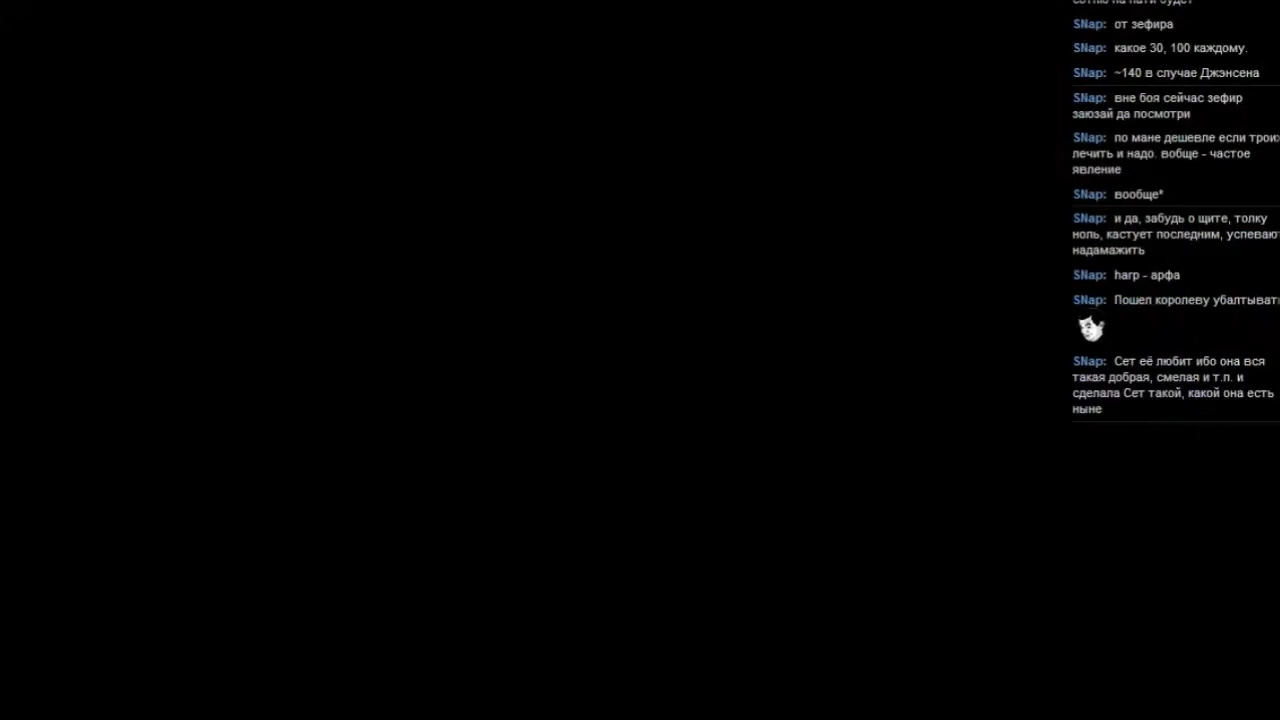 SNap: от зефира
SNap: какое 30, 100 каждому.
SNap: ~140 в случае Джэнсена
SNap: вне боя сейчас зефир
заюзай да посмотри
SNap: по мане дешевле если
лечить и надо. вобще - частое
явление
SNap: вообще*
SNap: и да, забудь о щите, толку
ноль, кастует последним, успевают
надамажить
SNap: harp - арфа
SNap: Пошел королеву убалтывать
SNap: Сет её любит ибо она вся
такая добрая, смелая и т.п. и
сделала Сет такой, какой она есть
ныне